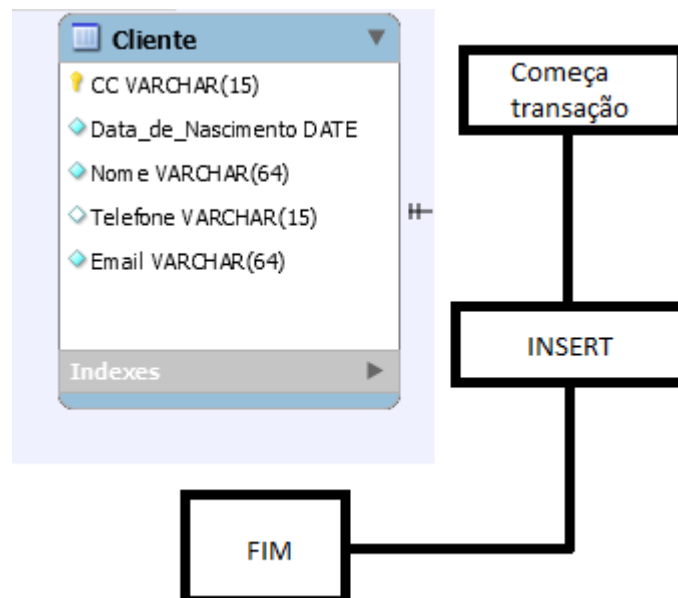 Cliente
CC VARCHAR(15)
Data_de_Nascimento DATE
Nome VARCHAR(64)
Telefone VARCHAR(15)
Email VARCHAR(64)
Indexes
Começa
transação
INSERT
FIM